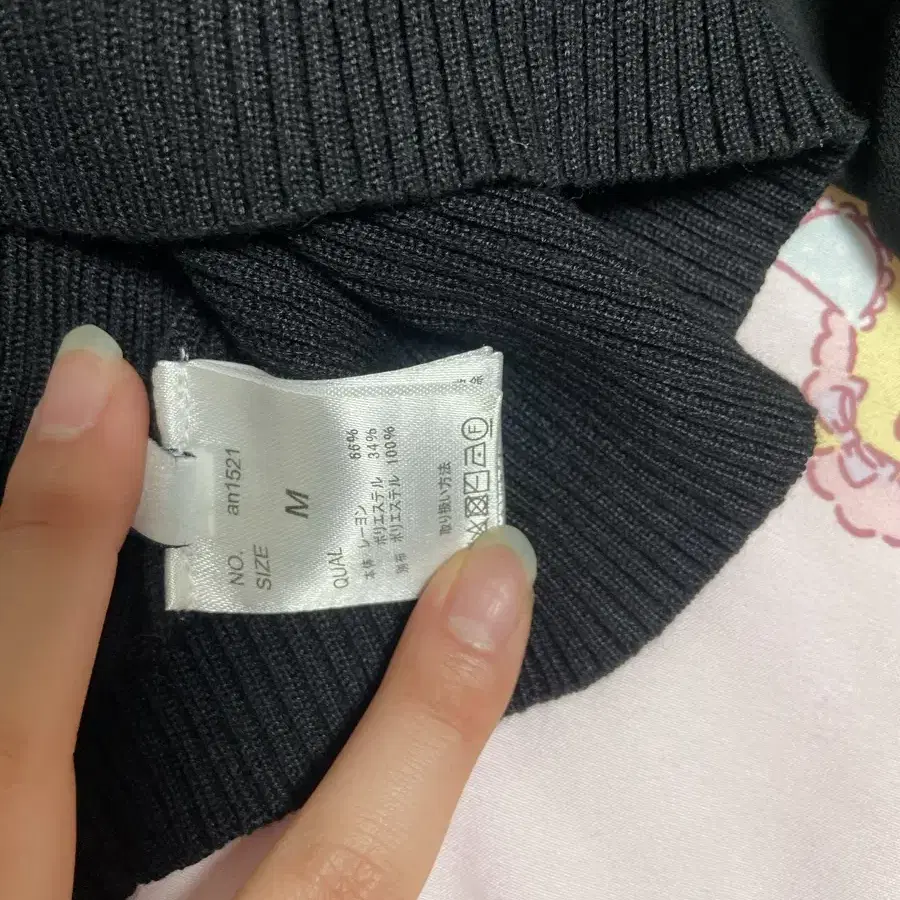 NO. an1521
SIZE M
QUAL
本体 レーヨン 66%
ポリエステル 34%
別布 ポリエステル 100%
取り扱い方法
F